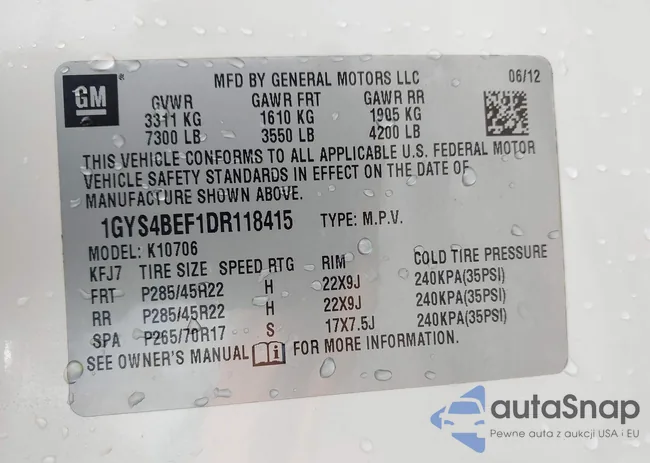 GM
MFD BY GENERAL MOTORS LLC 06/12
GVWR GAWR FRT GAWR RR
3311 KG 1610 KG 1905 KG
7300 LB 3550 LB 4200 LB
THIS VEHICLE CONFORMS TO ALL APPLICABLE U.S. FEDERAL MOTOR
VEHICLE SAFETY STANDARDS IN EFFECT ON THE DATE OF
MANUFACTURE SHOWN ABOVE.
1GYS4BEF1DR118415 TYPE: M.P.V.
MODEL: K10706
KFJ7 TIRE SIZE SPEED RTG RIM COLD TIRE PRESSURE
FRT P285/45R22 H 22X9J 240KPA(35PSI)
RR P285/45R22 H 22X9J 240KPA(35PSI)
SPA P265/70R17 S 17X7.5J 240KPA(35PSI)
SEE OWNER'S MANUAL FOR MORE INFORMATION.
autaSnap
Pewne auta z aukcji USA i EU